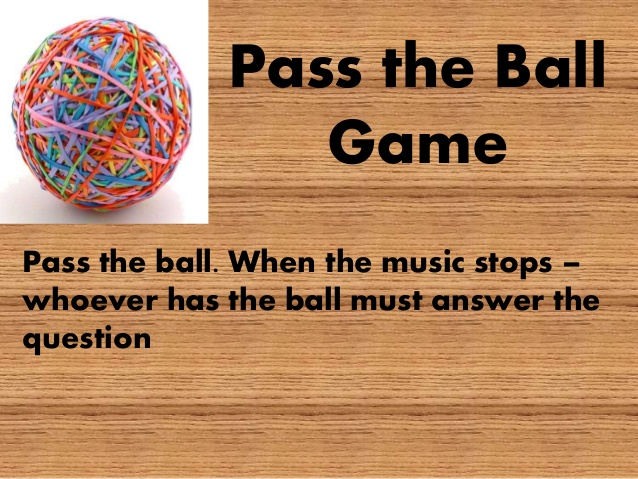 Pass the Ball
Game
Pass the ball. When the music stops –
whoever has the ball must answer the
question